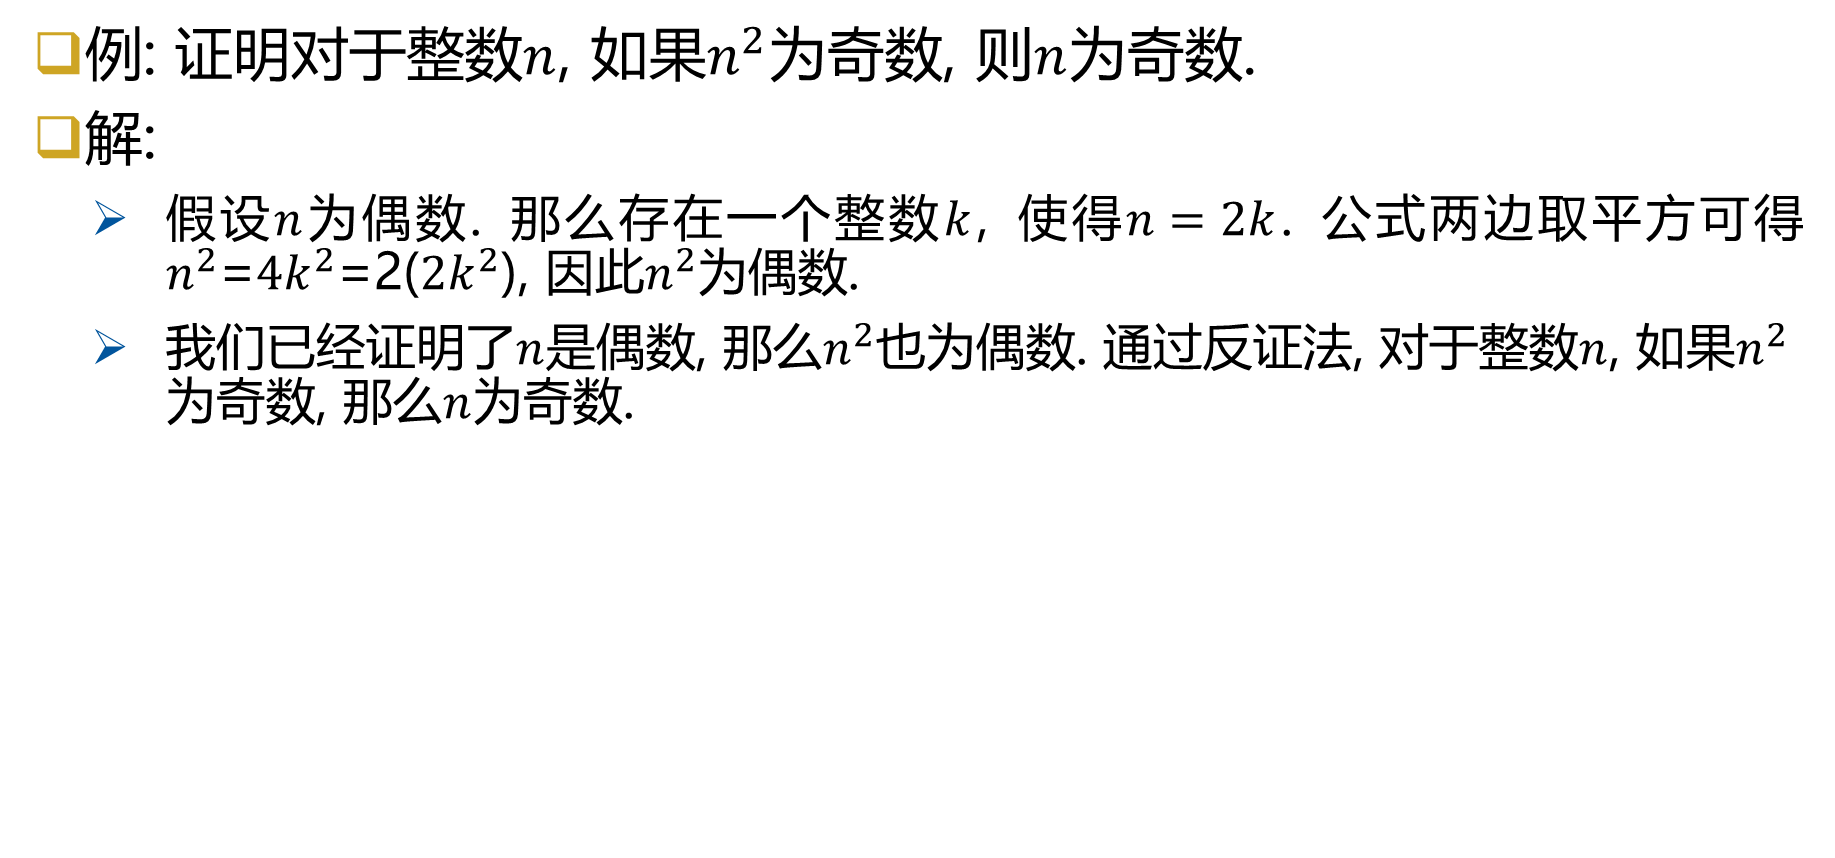 例: 证明对于整数n, 如果n²为奇数, 则n为奇数.
解:
假设n为偶数. 那么存在一个整数k, 使得n = 2k. 公式两边取平方可得
n²=4k²=2(2k²), 因此n²为偶数.
我们已经证明了n是偶数, 那么n²也为偶数. 通过反证法, 对于整数n, 如果n²
为奇数, 那么n为奇数.